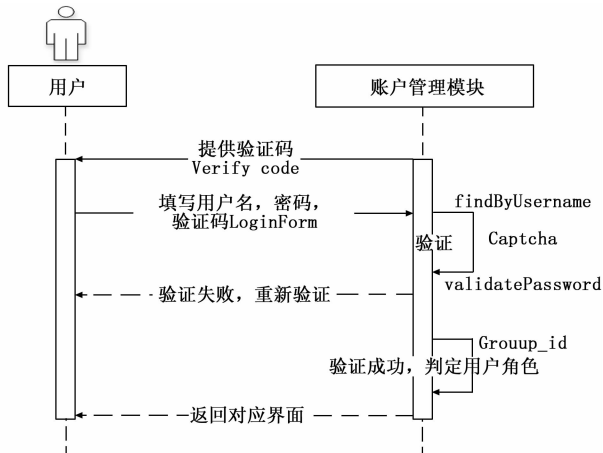 用户
账户管理模块
提供验证码
Verify code
填写用户名，密码，
验证码LoginForm
findByUsername
验证
Captcha
validatePassword
验证失败，重新验证
Grouup_id
验证成功，判定用户角色
返回对应界面